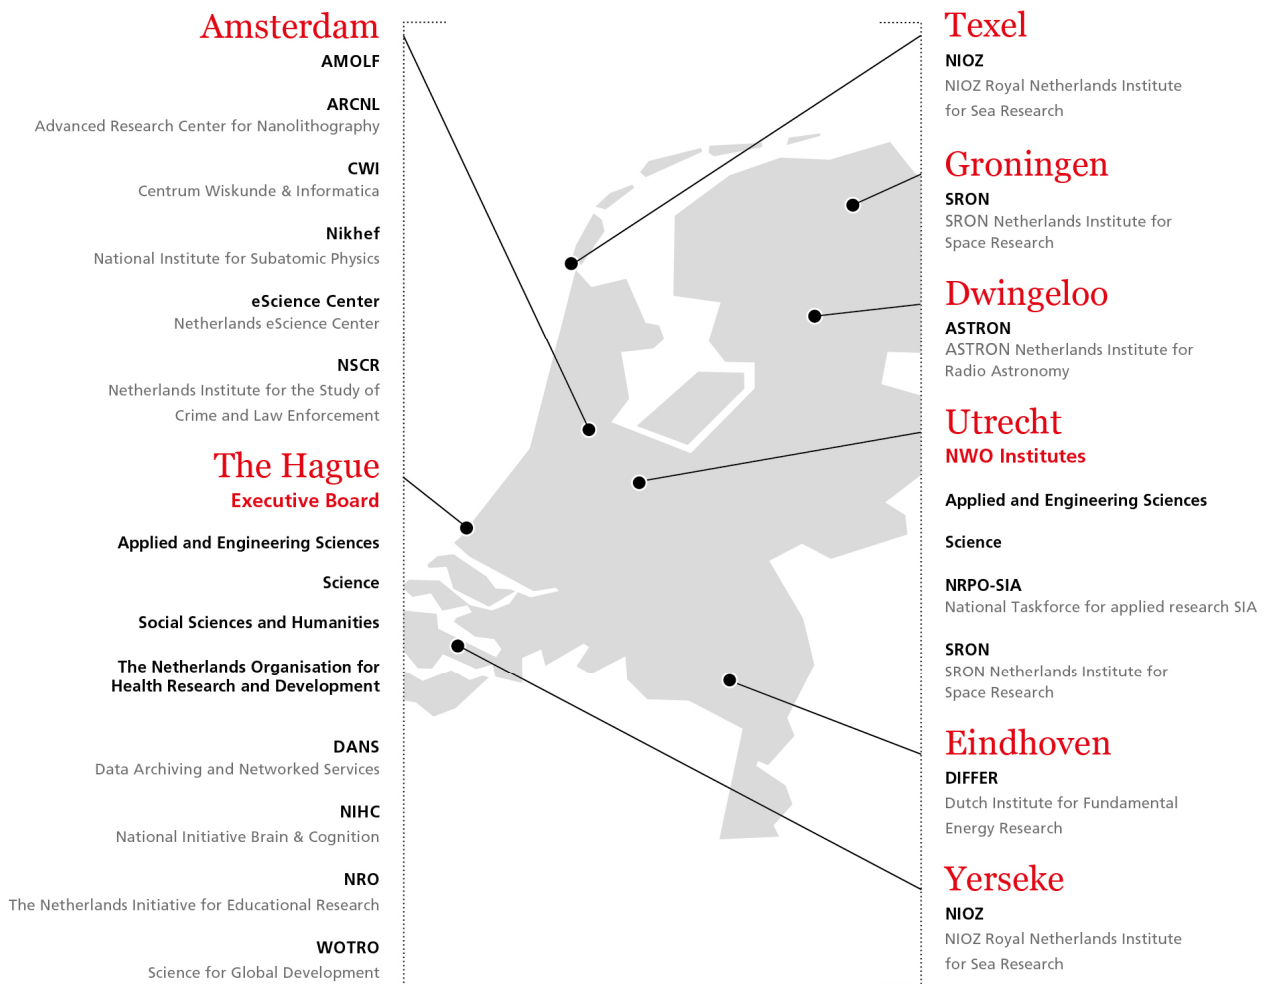 Amsterdam
AMOLF
ARCNL
Advanced Research Center for Nanolithography
CWI
Centrum Wiskunde & Informatica
Nikhef
National Institute for Subatomic Physics
eScience Center
Netherlands eScience Center
NSCR
Netherlands Institute for the Study of
Crime and Law Enforcement
The Hague
Executive Board
Applied and Engineering Sciences
Science
Social Sciences and Humanities
The Netherlands Organisation for
Health Research and Development
DANS
Data Archiving and Networked Services
NIHC
National Initiative Brain & Cognition
NRO
The Netherlands Initiative for Educational Research
WOTRO
Science for Global Development
Texel
NIOZ
NIOZ Royal Netherlands Institute
for Sea Research
Groningen
SRON
SRON Netherlands Institute for
Space Research
Dwingeloo
ASTRON
ASTRON Netherlands Institute for
Radio Astronomy
Utrecht
NWO Institutes
Applied and Engineering Sciences
Science
NRPO-SIA
National Taskforce for applied research SIA
SRON
SRON Netherlands Institute for
Space Research
Eindhoven
DIFFER
Dutch Institute for Fundamental
Energy Research
Yerseke
NIOZ
NIOZ Royal Netherlands Institute
for Sea Research